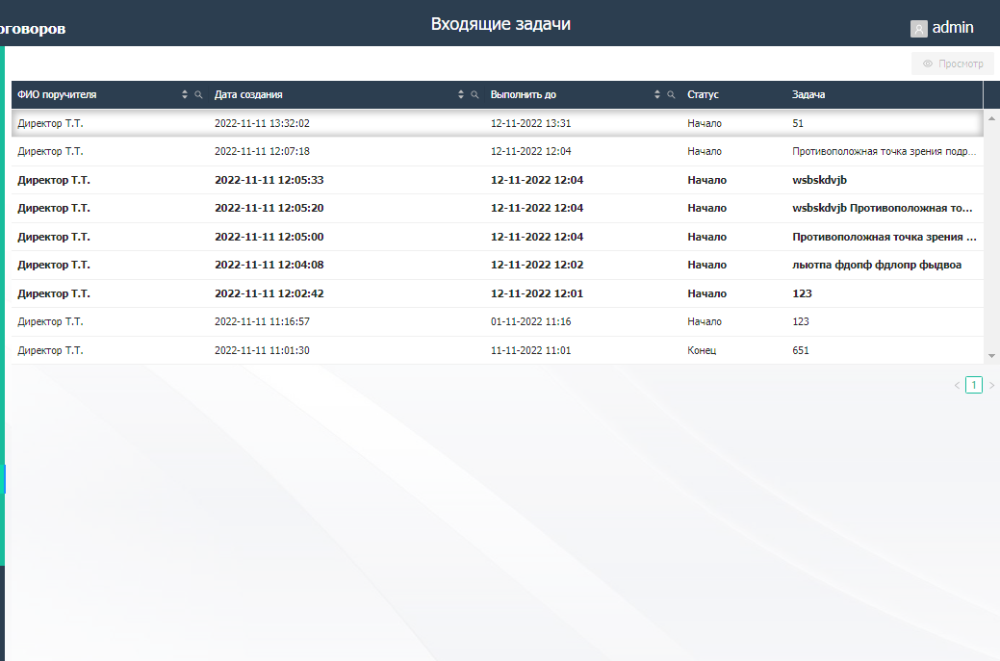 оговоров
Входящие задачи
admin
Просмотр
ФИО поручителя Дата создания Выполнить до Статус Задача
Директор Т.Т. 2022-11-11 13:32:02 12-11-2022 13:31 Начало 51
Директор Т.Т. 2022-11-11 12:07:18 12-11-2022 12:04 Начало Противоположная точка зрения подр...
Директор Т.Т. 2022-11-11 12:05:33 12-11-2022 12:04 Начало wsbskdvjb
Директор Т.Т. 2022-11-11 12:05:20 12-11-2022 12:04 Начало wsbskdvjb Противоположная то...
Директор Т.Т. 2022-11-11 12:05:00 12-11-2022 12:04 Начало Противоположная точка зрения ...
Директор Т.Т. 2022-11-11 12:04:08 12-11-2022 12:02 Начало льютпа фдопф фдлопр фыдвоа
Директор Т.Т. 2022-11-11 12:02:42 12-11-2022 12:01 Начало 123
Директор Т.Т. 2022-11-11 11:16:57 01-11-2022 11:16 Начало 123
Директор Т.Т. 2022-11-11 11:01:30 11-11-2022 11:01 Конец 651
< 1 >